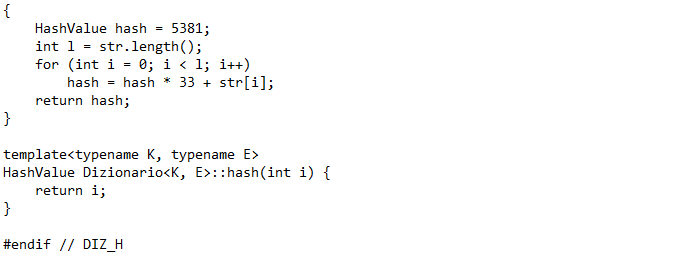 {
    HashValue hash = 5381;
    int l = str.length();
    for (int i = 0; i < l; i++)
        hash = hash * 33 + str[i];
    return hash;
}

template<typename K, typename E>
HashValue Dizionario<K, E>::hash(int i) {
    return i;
}

#endif // DIZ_H